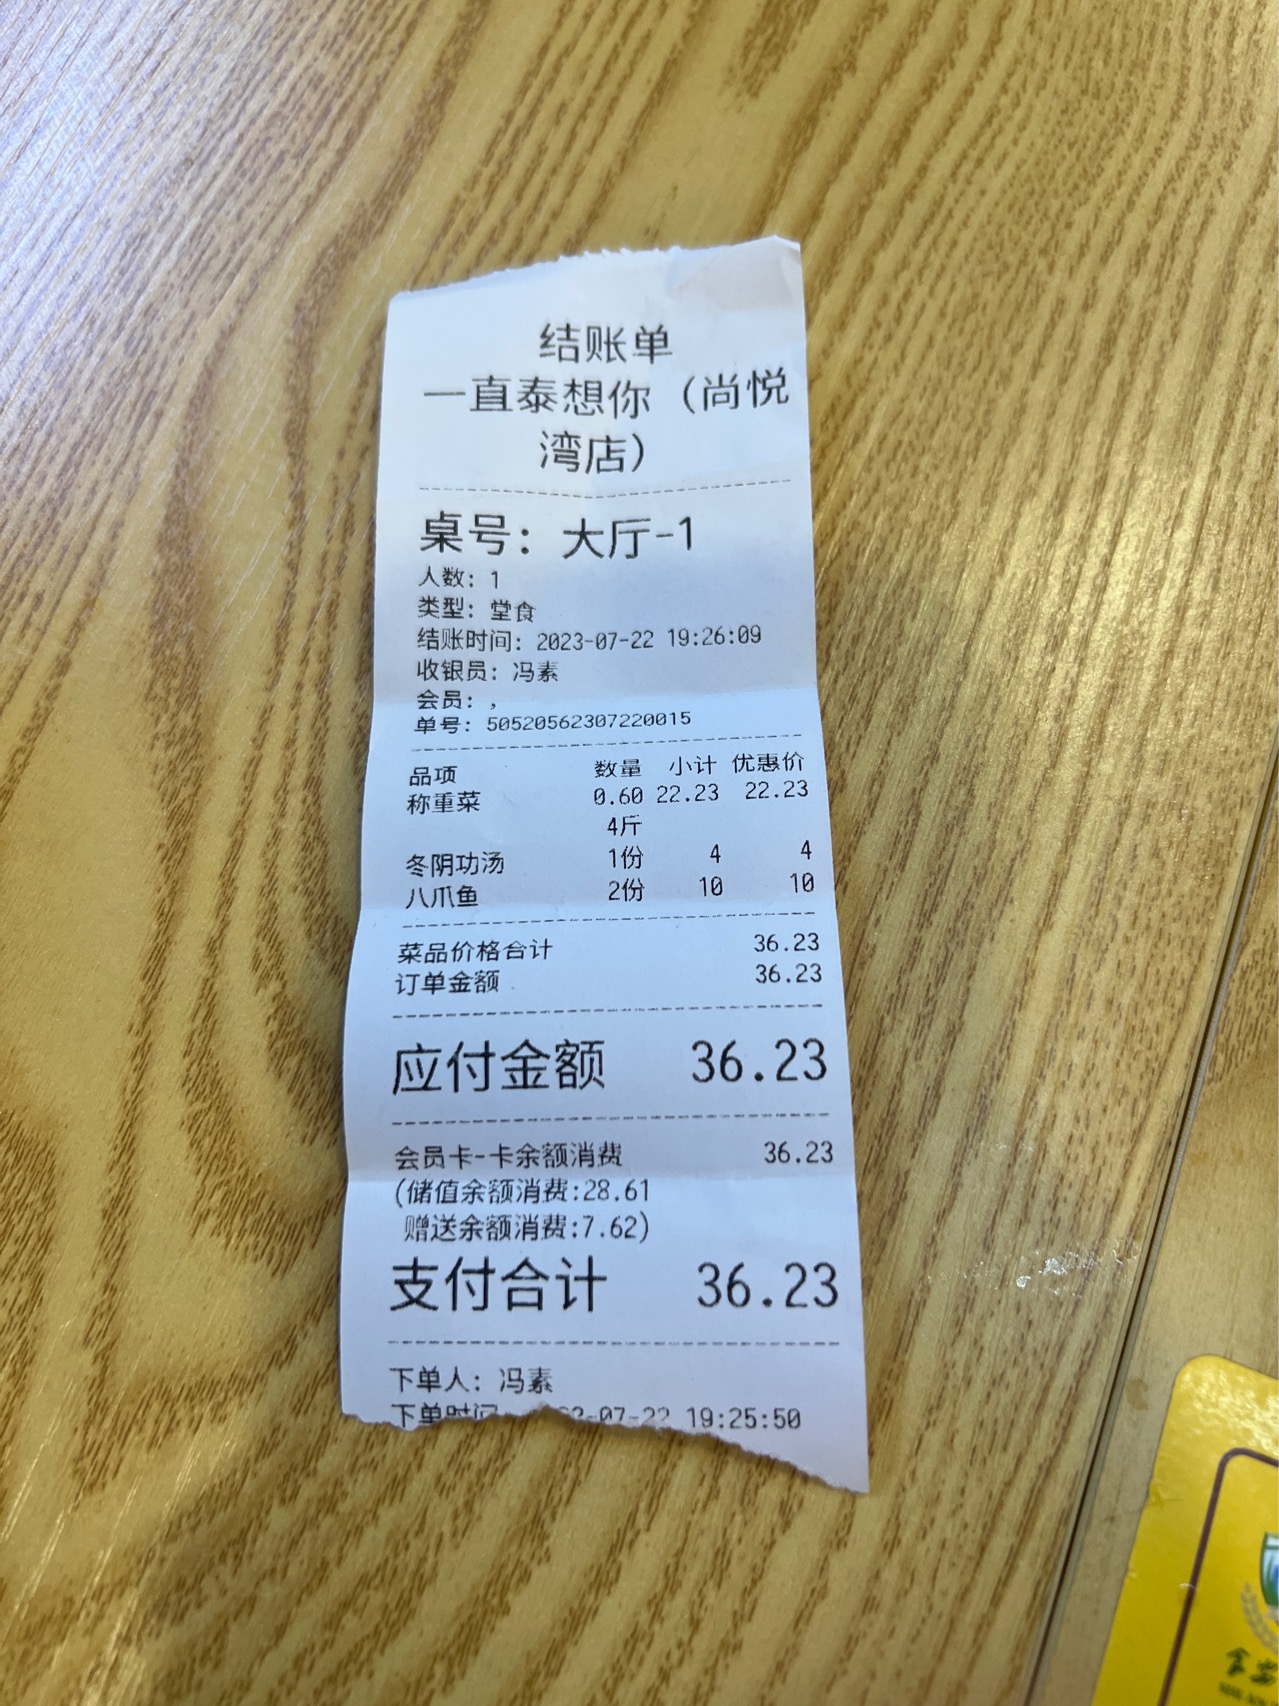 结账单
一直泰想你（尚悦
湾店）
桌号：大厅-1
人数：1
类型：堂食
结账时间：2023-07-22 19:26:09
收银员：冯素
会员：,
单号：50520562307220015
品项 数量 小计 优惠价
称重菜 0.60 22.23 22.23
4斤
冬阴功汤 1份 4 4
八爪鱼 2份 10 10
菜品价格合计 36.23
订单金额 36.23
应付金额 36.23
会员卡-卡余额消费 36.23
(储值余额消费:28.61
赠送余额消费:7.62)
支付合计 36.23
下单人：冯素
下单时间 07-22 19:25:50